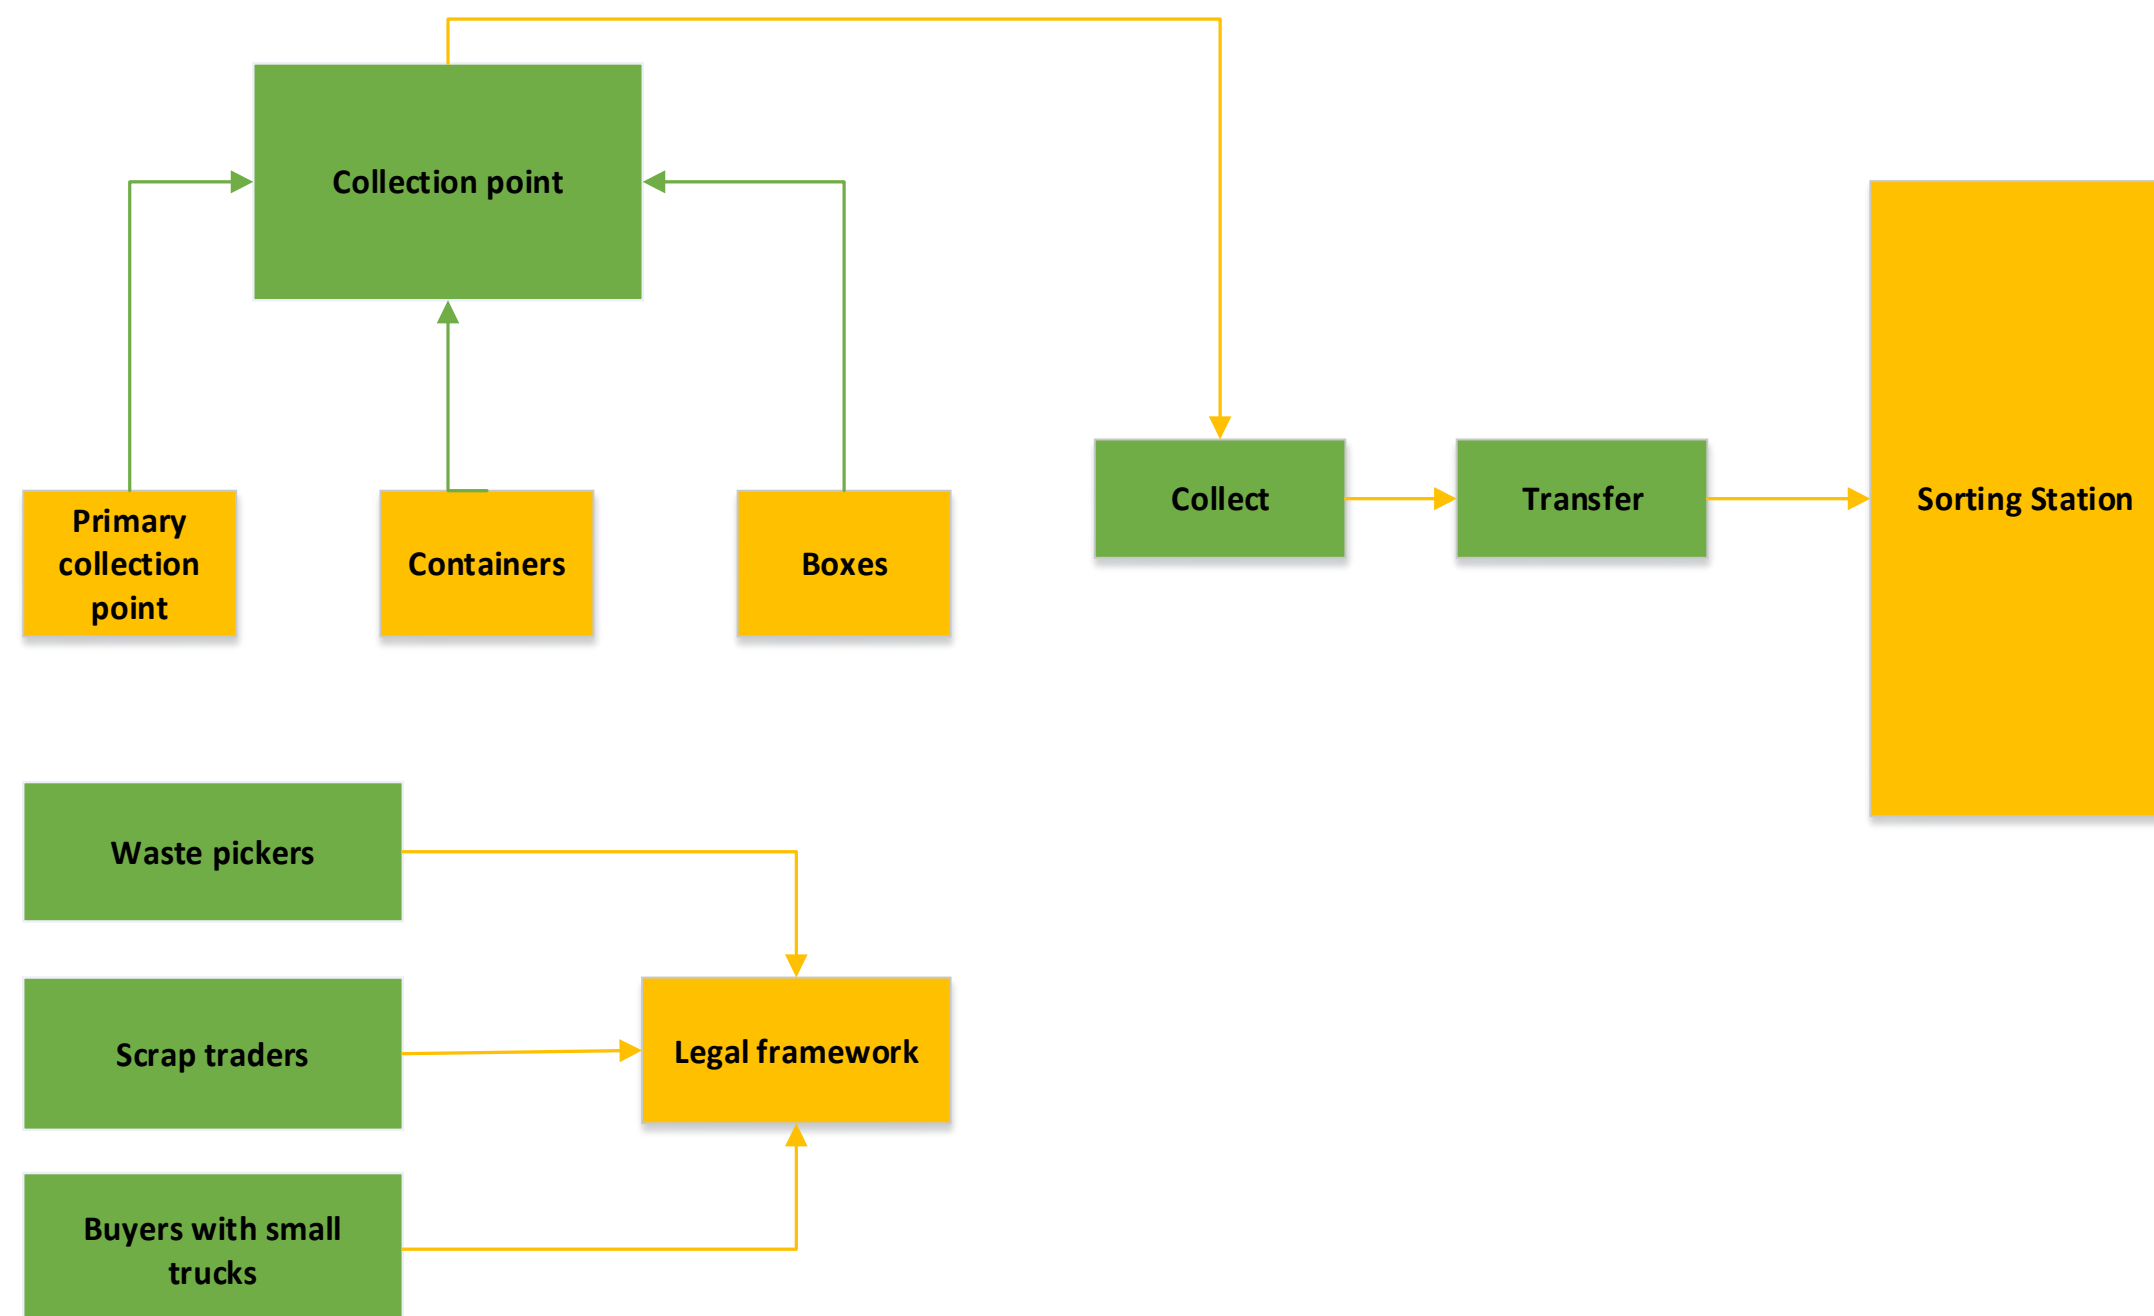 Collection point
Collect
Transfer
Sorting Station
Primary
collection
point
Containers
Boxes
Waste pickers
Scrap traders
Legal framework
Buyers with small
trucks